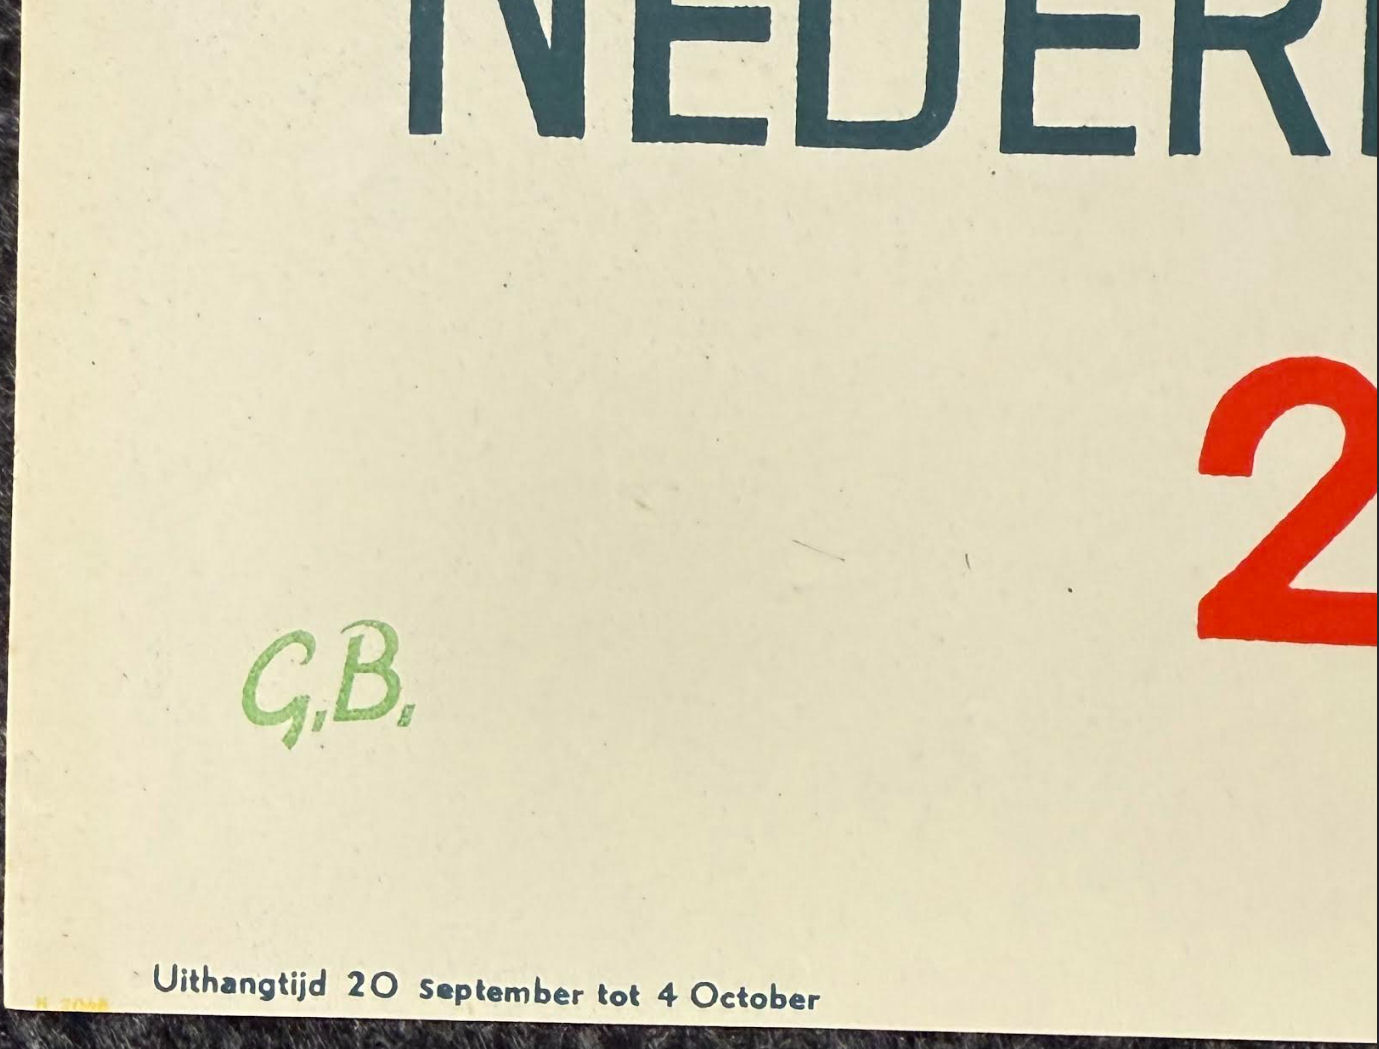 NEDER
2
G.B.
Uithangtijd 20 september tot 4 October